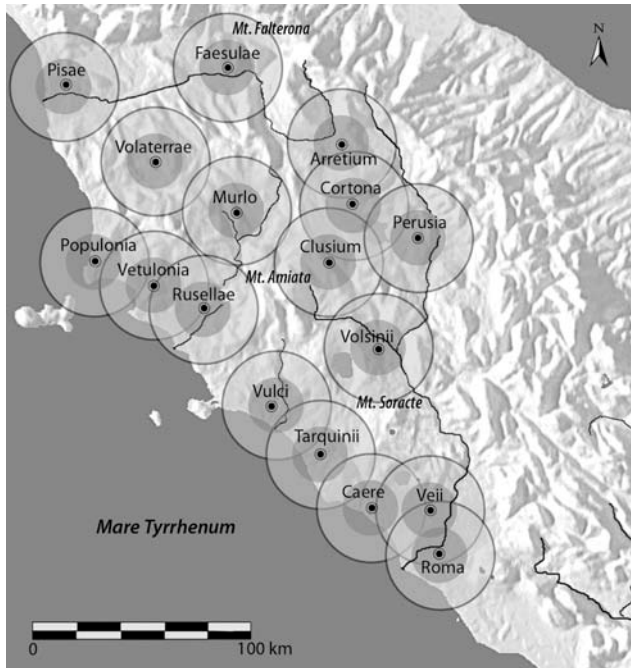 Mt. Falterona
N
Faesulae
Pisae
Volaterrae
Arretium
Cortona
Murlo
Perusia
Populonia
Clusium
Vetulonia
Mt. Amiata
Rusellae
Volsinii
Vulci
Mt. Soracte
Tarquinii
Caere
Veii
Mare Tyrrhenum
Roma
0
100 km